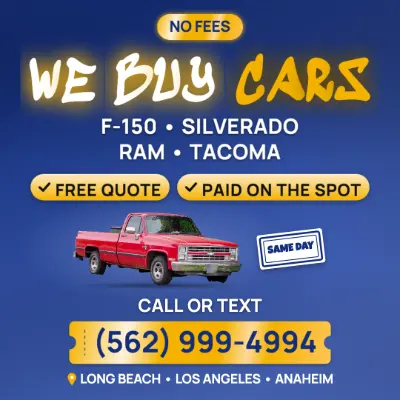 NO FEES
WE BUY CARS
F-150 • SILVERADO
RAM • TACOMA
✓ FREE QUOTE ✓ PAID ON THE SPOT
SAME DAY
CALL OR TEXT
(562) 999-4994
LONG BEACH • LOS ANGELES • ANAHEIM